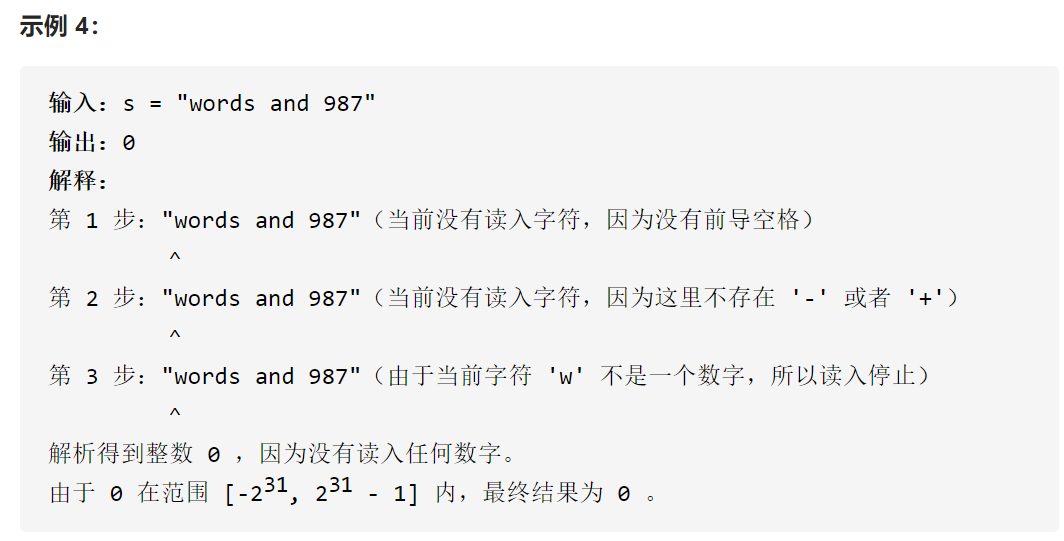 示例 4：
输入：s = "words and 987"
输出：0
解释：
第 1 步："words and 987"（当前没有读入字符，因为没有前导空格）
^
第 2 步："words and 987"（当前没有读入字符，因为这里不存在 '-' 或者 '+'）
^
第 3 步："words and 987"（由于当前字符 'w' 不是一个数字，所以读入停止）
^
解析得到整数 0 ，因为没有读入任何数字。
由于 0 在范围 [-2³¹, 2³¹ - 1] 内，最终结果为 0 。